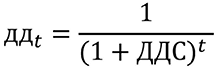 дд_t = 1 / (1 + ДДС)^t